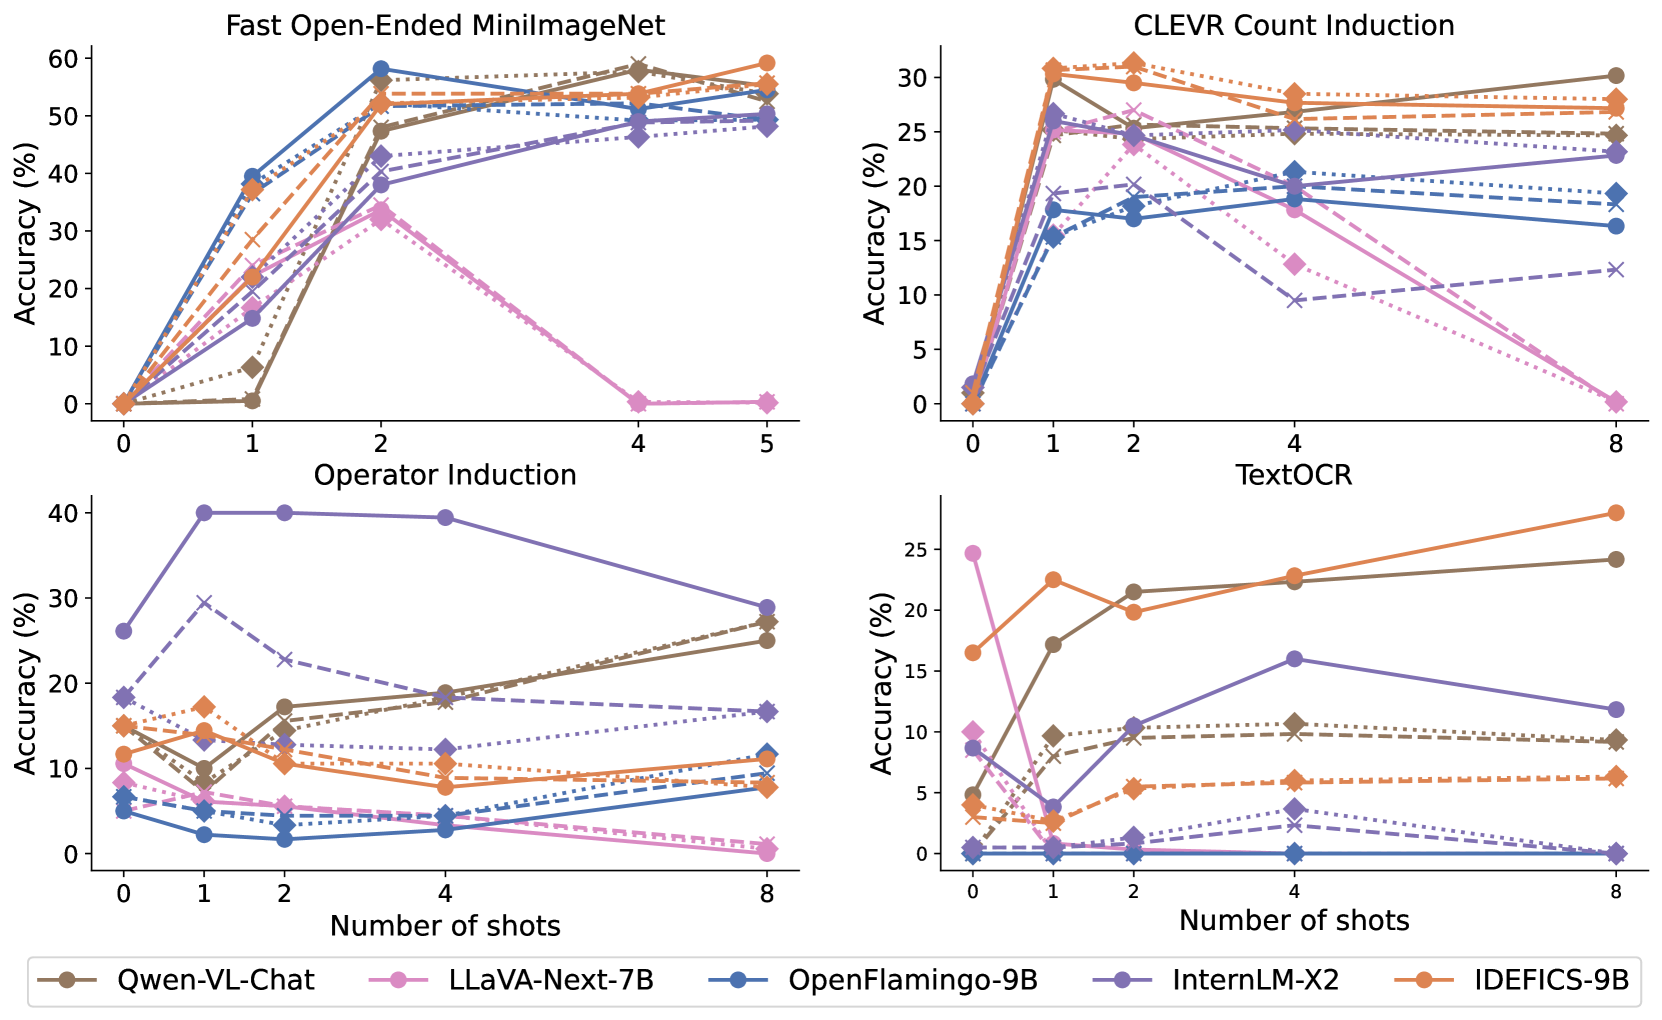 Fast Open-Ended MiniImageNet
Accuracy (%)
60
50
40
30
20
10
0
0 1 2 4 5
CLEVR Count Induction
Accuracy (%)
30
25
20
15
10
5
0
0 1 2 4 8
Operator Induction
Accuracy (%)
40
30
20
10
0
0 1 2 4 8
Number of shots
TextOCR
Accuracy (%)
25
20
15
10
5
0
0 1 2 4 8
Number of shots
Qwen-VL-Chat LLaVA-Next-7B OpenFlamingo-9B InternLM-X2 IDEFICS-9B